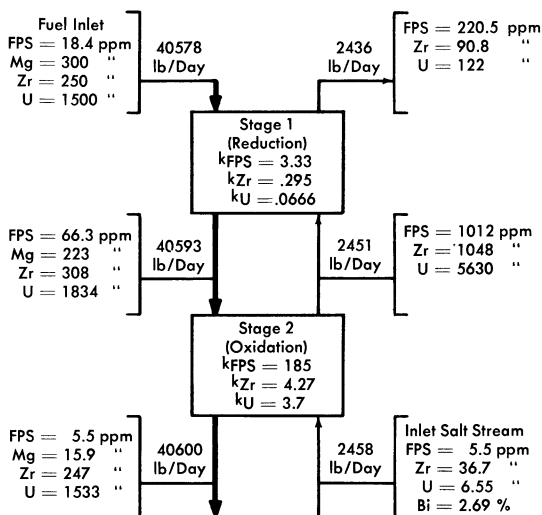 Fuel Inlet
FPS = 18.4 ppm
Mg = 300 "
Zr = 250 "
U = 1500 "
40578
lb/Day
2436
lb/Day
FPS = 220.5 ppm
Zr = 90.8 "
U = 122 "
Stage 1
(Reduction)
kFPS = 3.33
kZr = .295
kU = .0666
FPS = 66.3 ppm
Mg = 223 "
Zr = 308 "
U = 1834 "
40593
lb/Day
2451
lb/Day
FPS = 1012 ppm
Zr = 1048 "
U = 5630 "
Stage 2
(Oxidation)
kFPS = 185
kZr = 4.27
kU = 3.7
FPS = 5.5 ppm
Mg = 15.9 "
Zr = 247 "
U = 1533 "
40600
lb/Day
2458
lb/Day
Inlet Salt Stream
FPS = 5.5 ppm
Zr = 36.7 "
U = 6.55 "
Bi = 2.69 %